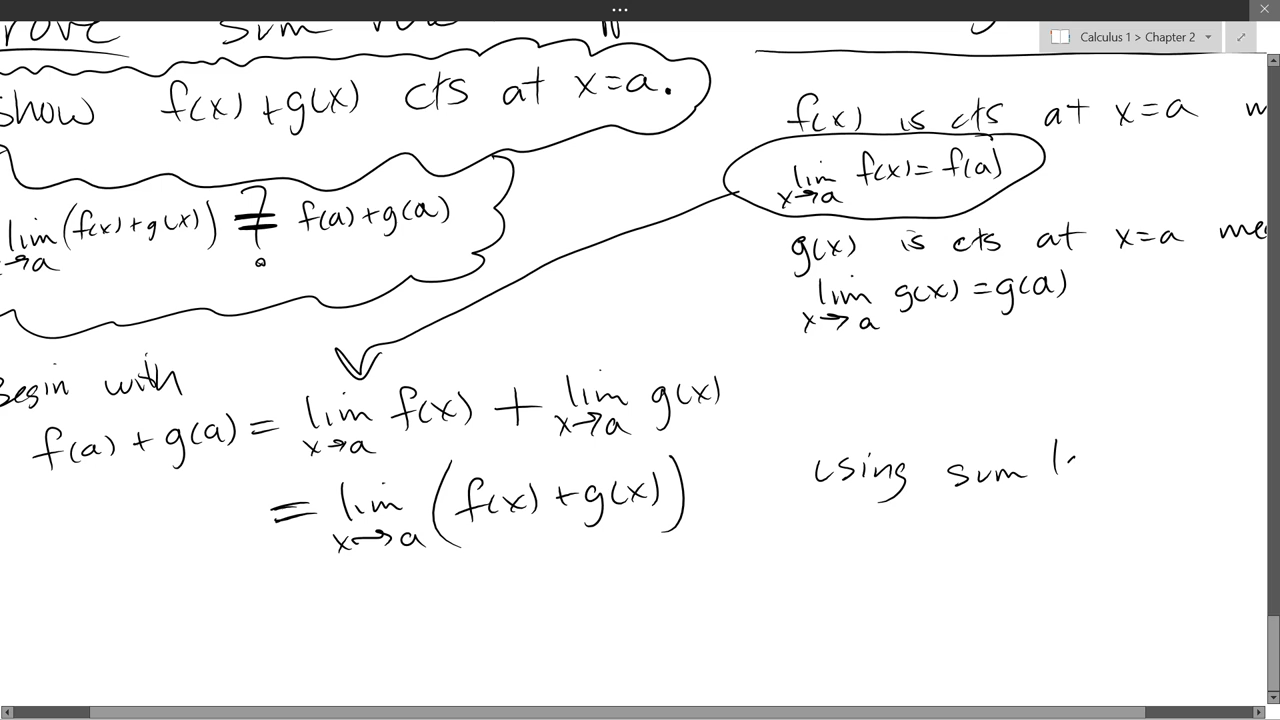 Calculus 1 > Chapter 2
sum
show f(x) + g(x) cts at x=a.
lim (f(x) + g(x)) =? f(a) + g(a)
x→a
f(x) is cts at x=a
lim f(x) = f(a)
x→a
g(x) is cts at x=a
lim g(x) = g(a)
x→a
Begin with
f(a) + g(a) = lim f(x) + lim g(x)
x→a x→a
= lim (f(x) + g(x))
x→a
using sum